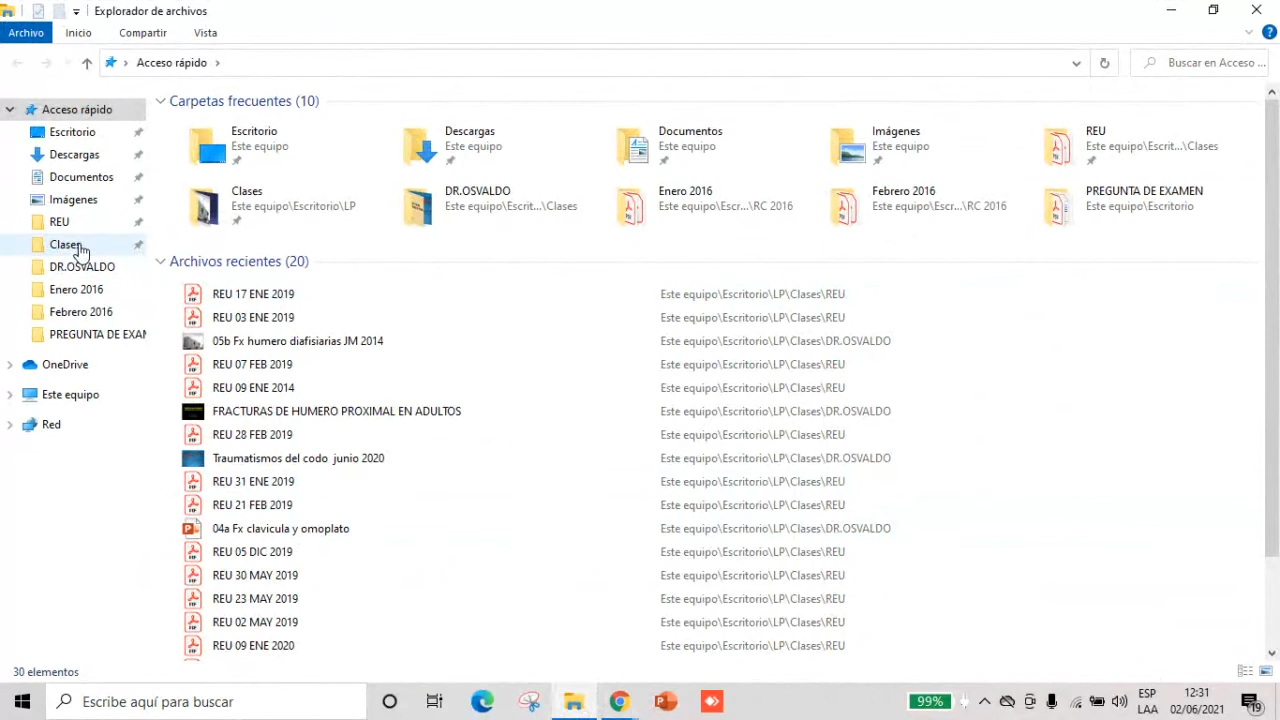 Explorador de archivos
Archivo Inicio Compartir Vista
Acceso rápido
Buscar en Acceso ...
Acceso rápido
Escritorio
Descargas
Documentos
Imágenes
REU
Clases
DR.OSVALDO
Enero 2016
Febrero 2016
PREGUNTA DE EXAM
OneDrive
Este equipo
Red
Carpetas frecuentes (10)
Escritorio
Este equipo
Descargas
Este equipo
Documentos
Este equipo
Imágenes
Este equipo
REU
Este equipo\Escrit...\Clases
Clases
Este equipo\Escritorio\LP
DR.OSVALDO
Este equipo\Escrit...\Clases
Enero 2016
Este equipo\Escr...\RC 2016
Febrero 2016
Este equipo\Escr...\RC 2016
PREGUNTA DE EXAMEN
Este equipo\Escritorio
Archivos recientes (20)
REU 17 ENE 2019 Este equipo\Escritorio\LP\Clases\REU
REU 03 ENE 2019 Este equipo\Escritorio\LP\Clases\REU
05b Fx humero diafisiarias JM 2014 Este equipo\Escritorio\LP\Clases\DR.OSVALDO
REU 07 FEB 2019 Este equipo\Escritorio\LP\Clases\REU
REU 09 ENE 2014 Este equipo\Escritorio\LP\Clases\REU
FRACTURAS DE HUMERO PROXIMAL EN ADULTOS Este equipo\Escritorio\LP\Clases\DR.OSVALDO
REU 28 FEB 2019 Este equipo\Escritorio\LP\Clases\REU
Traumatismos del codo junio 2020 Este equipo\Escritorio\LP\Clases\DR.OSVALDO
REU 31 ENE 2019 Este equipo\Escritorio\LP\Clases\REU
REU 21 FEB 2019 Este equipo\Escritorio\LP\Clases\REU
04a Fx clavicula y omoplato Este equipo\Escritorio\LP\Clases\DR.OSVALDO
REU 05 DIC 2019 Este equipo\Escritorio\LP\Clases\REU
REU 30 MAY 2019 Este equipo\Escritorio\LP\Clases\REU
REU 23 MAY 2019 Este equipo\Escritorio\LP\Clases\REU
REU 02 MAY 2019 Este equipo\Escritorio\LP\Clases\REU
REU 09 ENE 2020 Este equipo\Escritorio\LP\Clases\REU
30 elementos
Escribe aquí para buscar
99%
ESP
LAA
12:31
02/06/2021
19